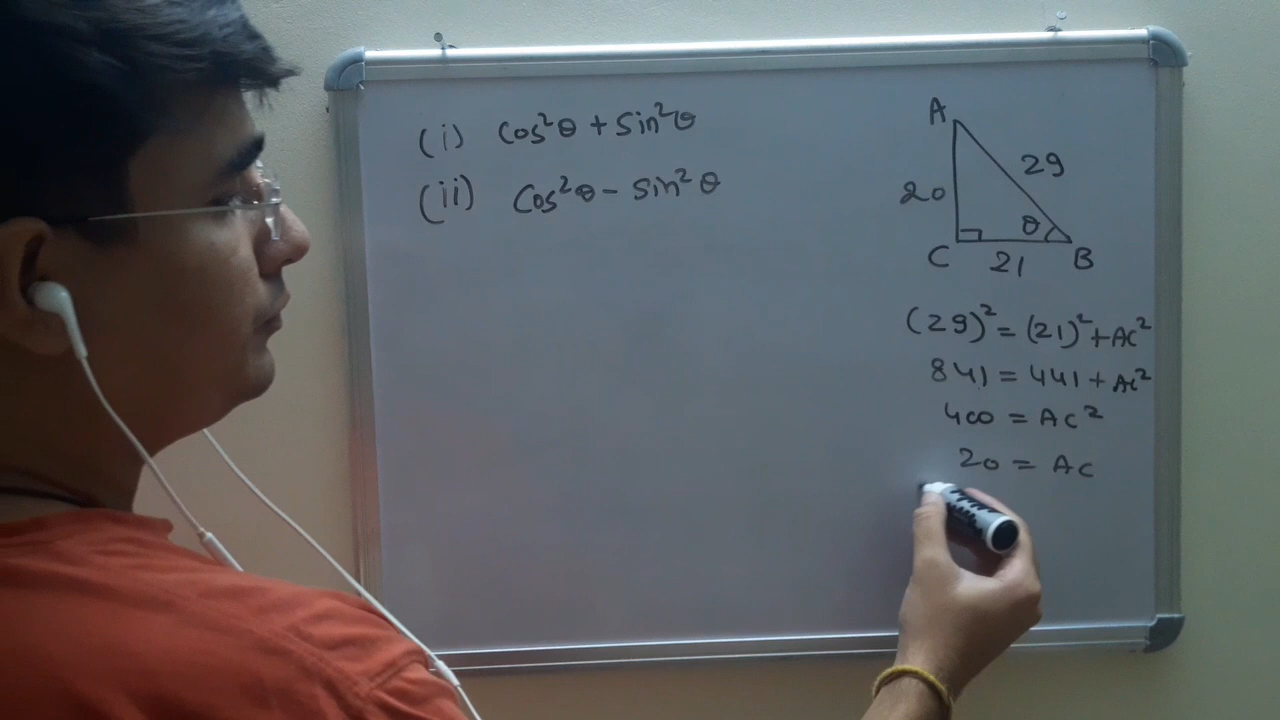 (i) cos²θ + sin²θ
(ii) cos²θ - sin²θ
A
29
20
θ
C
21
B
(29)² = (21)² + AC²
841 = 441 + AC²
400 = AC²
20 = AC